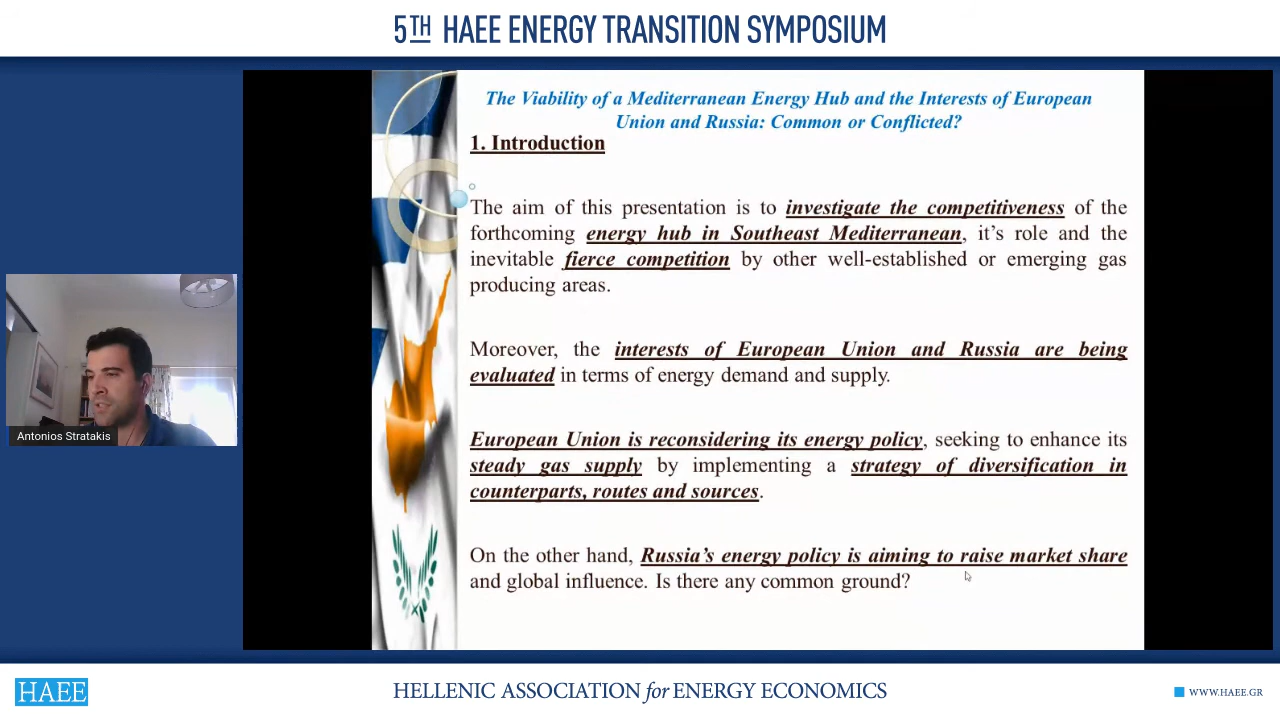 5TH HAEE ENERGY TRANSITION SYMPOSIUM
The Viability of a Mediterranean Energy Hub and the Interests of European
Union and Russia: Common or Conflicted?
1. Introduction
The aim of this presentation is to investigate the competitiveness of the
forthcoming energy hub in Southeast Mediterranean, it's role and the
inevitable fierce competition by other well-established or emerging gas
producing areas.
Moreover, the interests of European Union and Russia are being
evaluated in terms of energy demand and supply.
European Union is reconsidering its energy policy, seeking to enhance its
steady gas supply by implementing a strategy of diversification in
counterparts, routes and sources.
On the other hand, Russia's energy policy is aiming to raise market share
and global influence. Is there any common ground?
Antonios Stratakis
HAEE
HELLENIC ASSOCIATION for ENERGY ECONOMICS
WWW.HAEE.GR